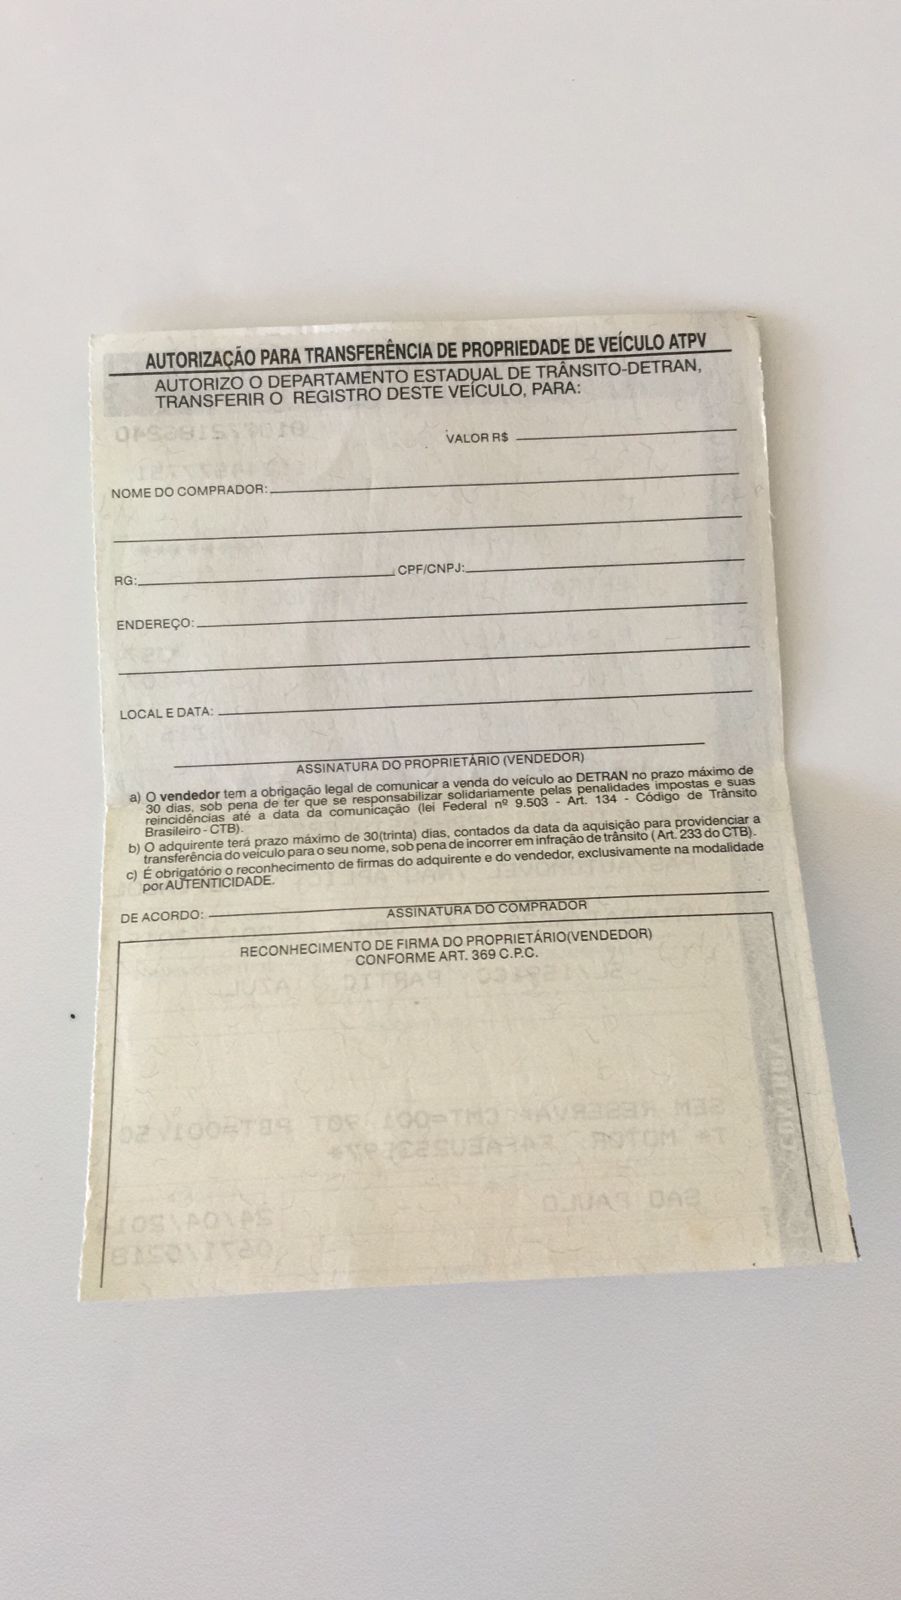 AUTORIZAÇÃO PARA TRANSFERÊNCIA DE PROPRIEDADE DE VEÍCULO ATPV
AUTORIZO O DEPARTAMENTO ESTADUAL DE TRÂNSITO-DETRAN,
TRANSFERIR O REGISTRO DESTE VEÍCULO, PARA:
VALOR R$
NOME DO COMPRADOR:
RG: CPF/CNPJ:
ENDEREÇO:
LOCAL E DATA:
ASSINATURA DO PROPRIETÁRIO (VENDEDOR)
a) O vendedor tem a obrigação legal de comunicar a venda do veículo ao DETRAN no prazo máximo de
30 dias, sob pena de ter que se responsabilizar solidariamente pelas penalidades impostas e suas
reincidências até a data da comunicação (lei Federal nº 9.503 - Art. 134 - Código de Trânsito
Brasileiro - CTB).
b) O adquirente terá prazo máximo de 30(trinta) dias, contados da data da aquisição para providenciar a
transferência do veículo para o seu nome, sob pena de incorrer em infração de trânsito ( Art. 233 do CTB).
c) É obrigatório o reconhecimento de firmas do adquirente e do vendedor, exclusivamente na modalidade
por AUTENTICIDADE.
DE ACORDO:
ASSINATURA DO COMPRADOR
RECONHECIMENTO DE FIRMA DO PROPRIETÁRIO(VENDEDOR)
CONFORME ART. 369 C.P.C.
SEM RESERVA*
SAO PAULO